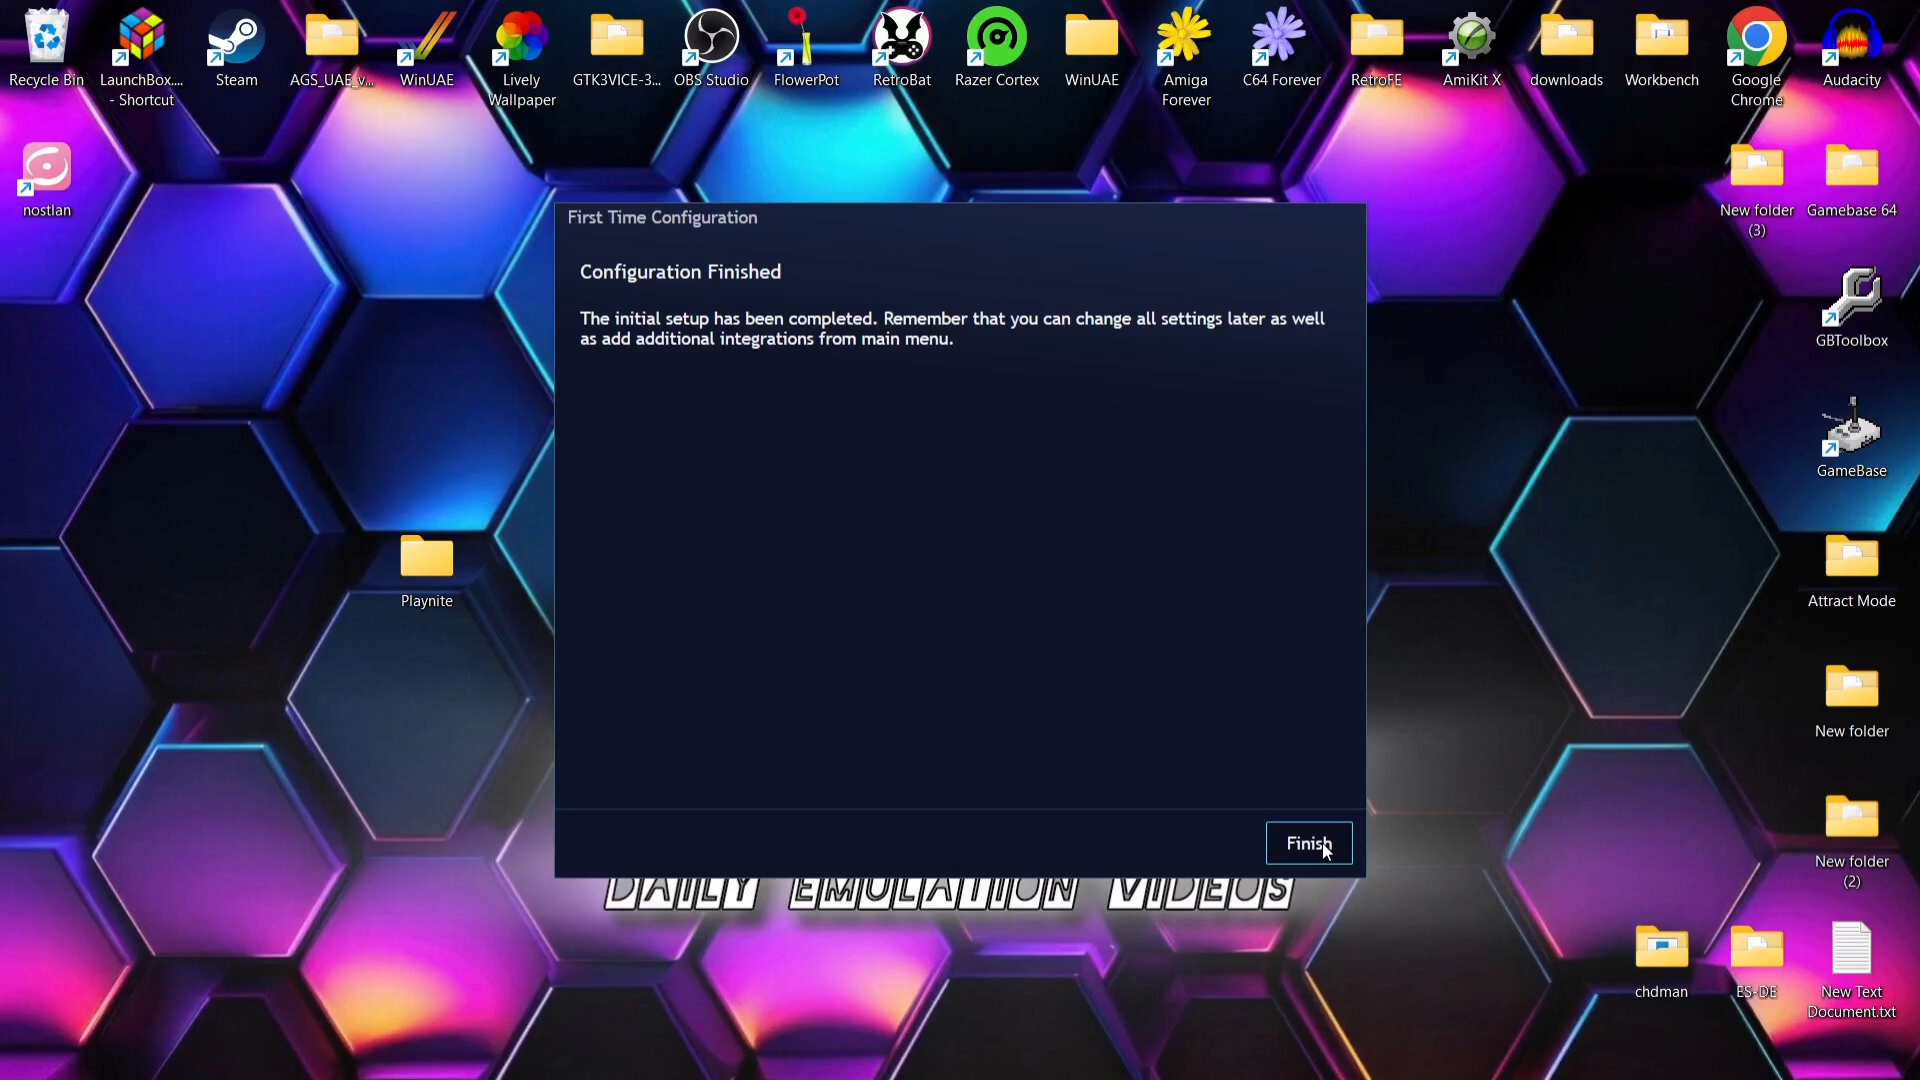 Recycle Bin
LaunchBox....
- Shortcut
Steam
AGS_UAE_v...
WinUAE
Lively
Wallpaper
GTK3VICE-3...
OBS Studio
FlowerPot
RetroBat
Razer Cortex
WinUAE
Amiga
Forever
C64 Forever
RetroFE
AmiKit X
downloads
Workbench
Google
Chrome
Audacity
nostlan
New folder
(3)
Gamebase 64
First Time Configuration
Configuration Finished
The initial setup has been completed. Remember that you can change all settings later as well
as add additional integrations from main menu.
GBToolbox
GameBase
Playnite
Attract Mode
New folder
Finish
New folder
(2)
DAILY EMULATION VIDEOS
chdman
ES-DE
New Text
Document.txt